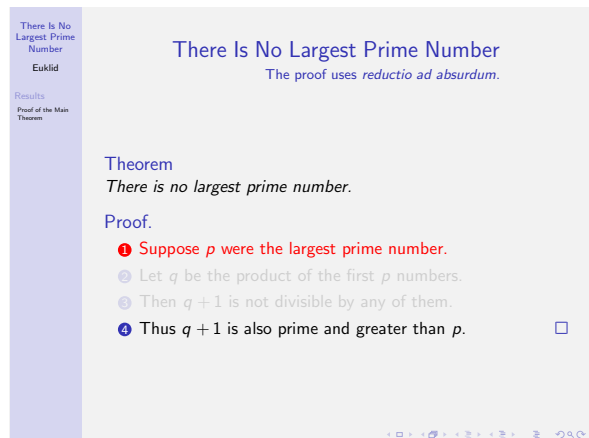 There Is No
Largest Prime
Number
Euklid
Results
Proof of the Main
Theorem
There Is No Largest Prime Number
The proof uses reductio ad absurdum.
Theorem
There is no largest prime number.
Proof.
1 Suppose p were the largest prime number.
2 Let q be the product of the first p numbers.
3 Then q + 1 is not divisible by any of them.
4 Thus q + 1 is also prime and greater than p. □